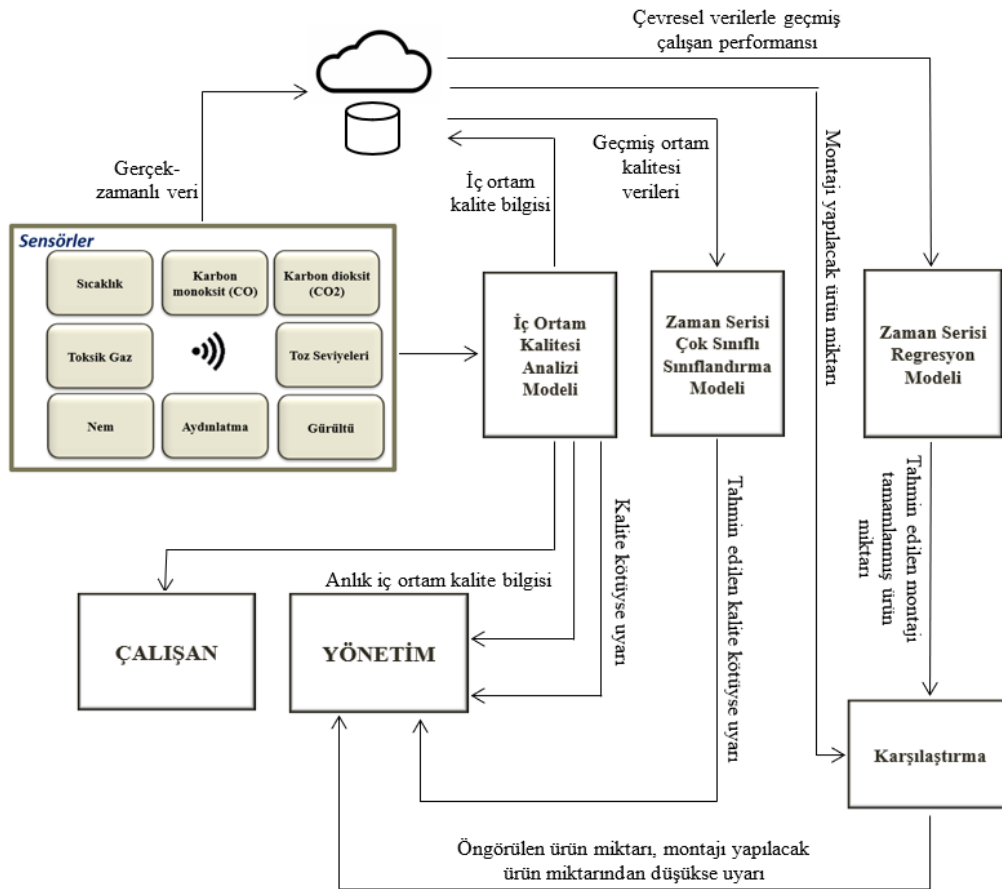 Çevresel verilerle geçmiş
çalışan performansı
Gerçek-
zamanlı veri
İç ortam
kalite bilgisi
Geçmiş ortam
kalitesi
verileri
Montajı yapılacak ürün miktarı
Sensörler
Sıcaklık
Karbon
monoksit (CO)
Karbon dioksit
(CO2)
Toksik Gaz
Toz Seviyeleri
Nem
Aydınlatma
Gürültü
İç Ortam
Kalitesi
Analizi
Modeli
Zaman Serisi
Çok Sınıflı
Sınıflandırma
Modeli
Zaman Serisi
Regresyon
Modeli
Kalite kötüyse uyarı
Tahmin edilen kalite kötüyse uyarı
Tahmin edilen montajı
tamamlanmış ürün
miktarı
Anlık iç ortam kalite bilgisi
ÇALIŞAN
YÖNETİM
Karşılaştırma
Öngörülen ürün miktarı, montajı yapılacak
ürün miktarından düşükse uyarı